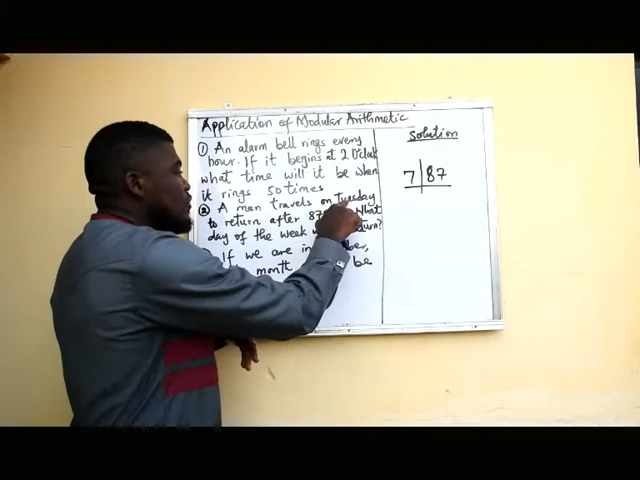 Application of Modular Arithmetic
① An alarm bell rings every
hour. If it begins at 2 O'clock
what time will it be when
it rings 50 times
② A man travels on Tuesday
to return after 87 What
day of the week
If we are in
month be
Solution
7 87